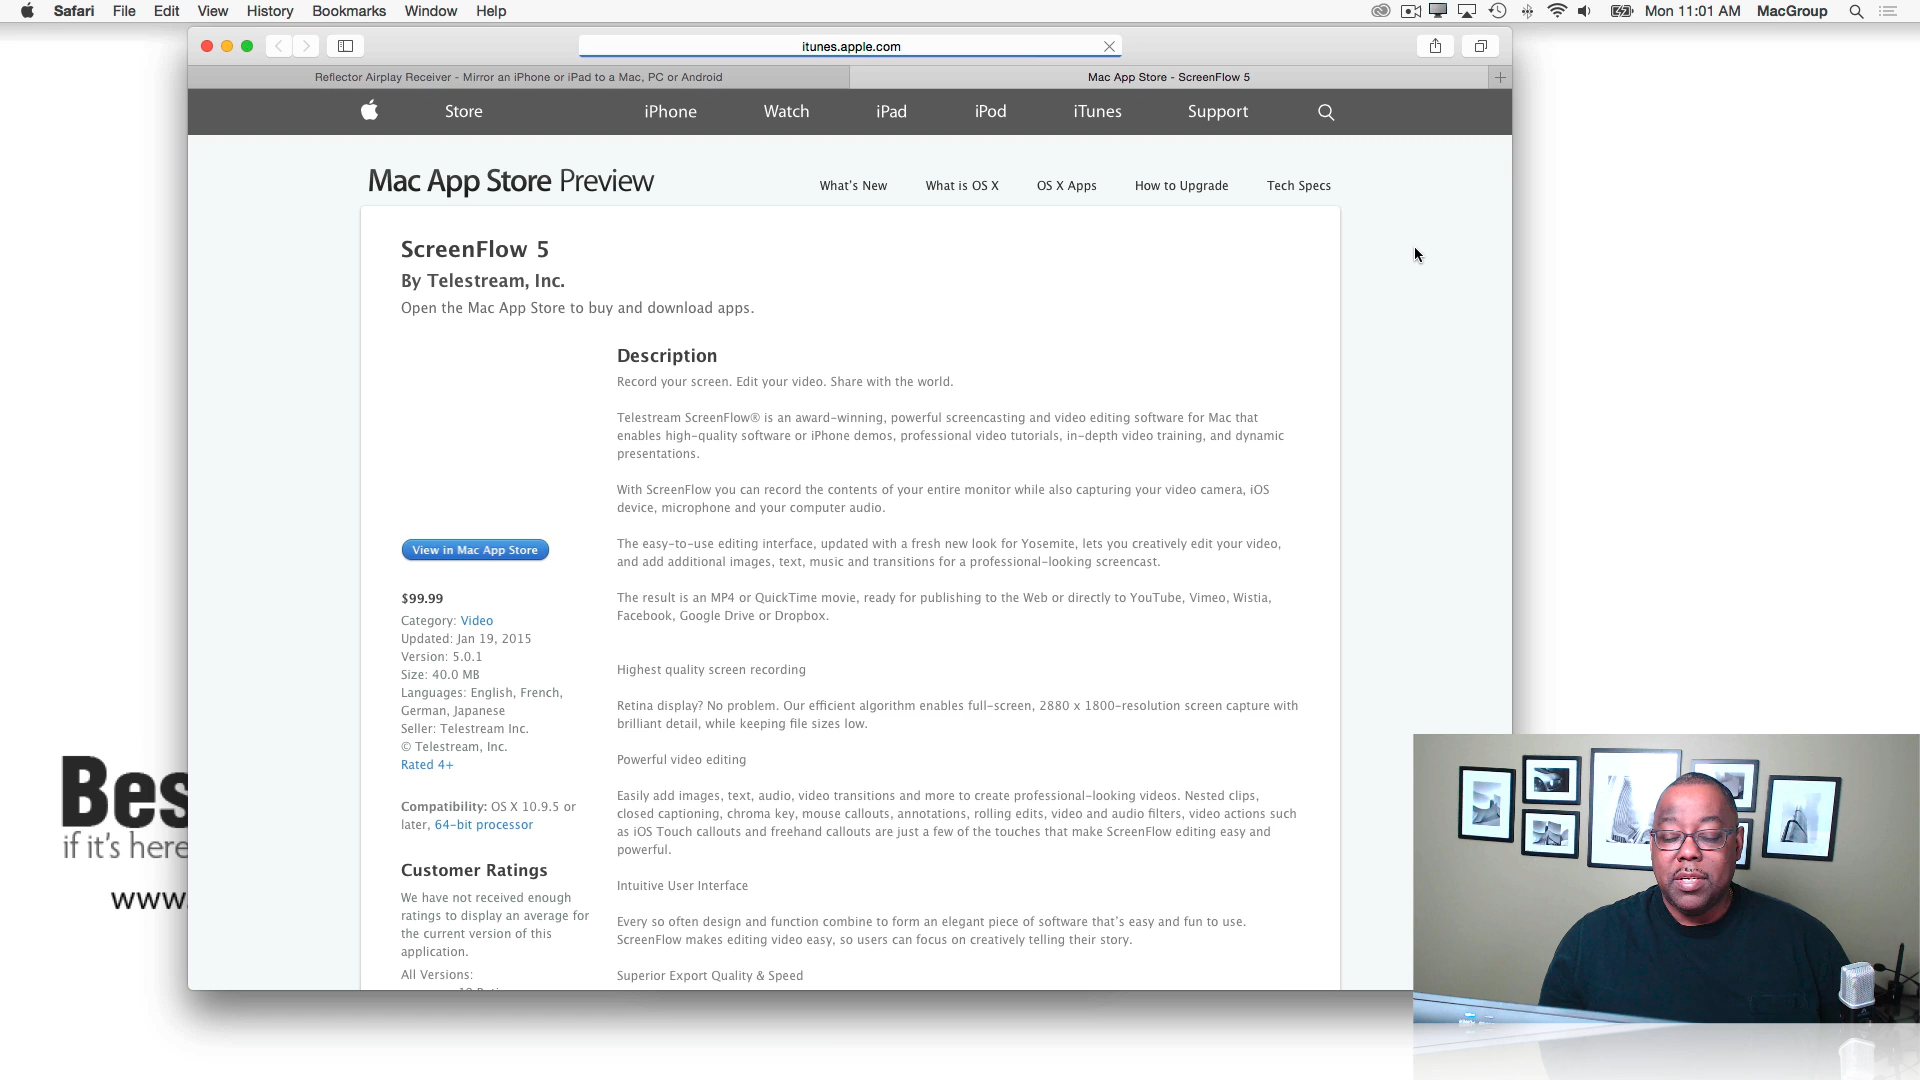 Safari File Edit View History Bookmarks Window Help Mon 11:01 AM MacGroup
itunes.apple.com
Reflector Airplay Receiver - Mirror an iPhone or iPad to a Mac, PC or Android
Mac App Store - ScreenFlow 5
Store iPhone Watch iPad iPod iTunes Support
Mac App Store Preview
What's New What is OS X OS X Apps How to Upgrade Tech Specs
ScreenFlow 5
By Telestream, Inc.
Open the Mac App Store to buy and download apps.
View in Mac App Store
$99.99
Category: Video
Updated: Jan 19, 2015
Version: 5.0.1
Size: 40.0 MB
Languages: English, French,
German, Japanese
Seller: Telestream Inc.
© Telestream, Inc.
Rated 4+
Compatibility: OS X 10.9.5 or
later, 64-bit processor
Customer Ratings
We have not received enough
ratings to display an average for
the current version of this
application.
All Versions:
Description
Record your screen. Edit your video. Share with the world.
Telestream ScreenFlow® is an award-winning, powerful screencasting and video editing software for Mac that
enables high-quality software or iPhone demos, professional video tutorials, in-depth video training, and dynamic
presentations.
With ScreenFlow you can record the contents of your entire monitor while also capturing your video camera, iOS
device, microphone and your computer audio.
The easy-to-use editing interface, updated with a fresh new look for Yosemite, lets you creatively edit your video,
and add additional images, text, music and transitions for a professional-looking screencast.
The result is an MP4 or QuickTime movie, ready for publishing to the Web or directly to YouTube, Vimeo, Wistia,
Facebook, Google Drive or Dropbox.
Highest quality screen recording
Retina display? No problem. Our efficient algorithm enables full-screen, 2880 x 1800-resolution screen capture with
brilliant detail, while keeping file sizes low.
Powerful video editing
Easily add images, text, audio, video transitions and more to create professional-looking videos. Nested clips,
closed captioning, chroma key, mouse callouts, annotations, rolling edits, video and audio filters, video actions such
as iOS Touch callouts and freehand callouts are just a few of the touches that make ScreenFlow editing easy and
powerful.
Intuitive User Interface
Every so often design and function combine to form an elegant piece of software that's easy and fun to use.
ScreenFlow makes editing video easy, so users can focus on creatively telling their story.
Superior Export Quality & Speed
Bes
if it's here
www.